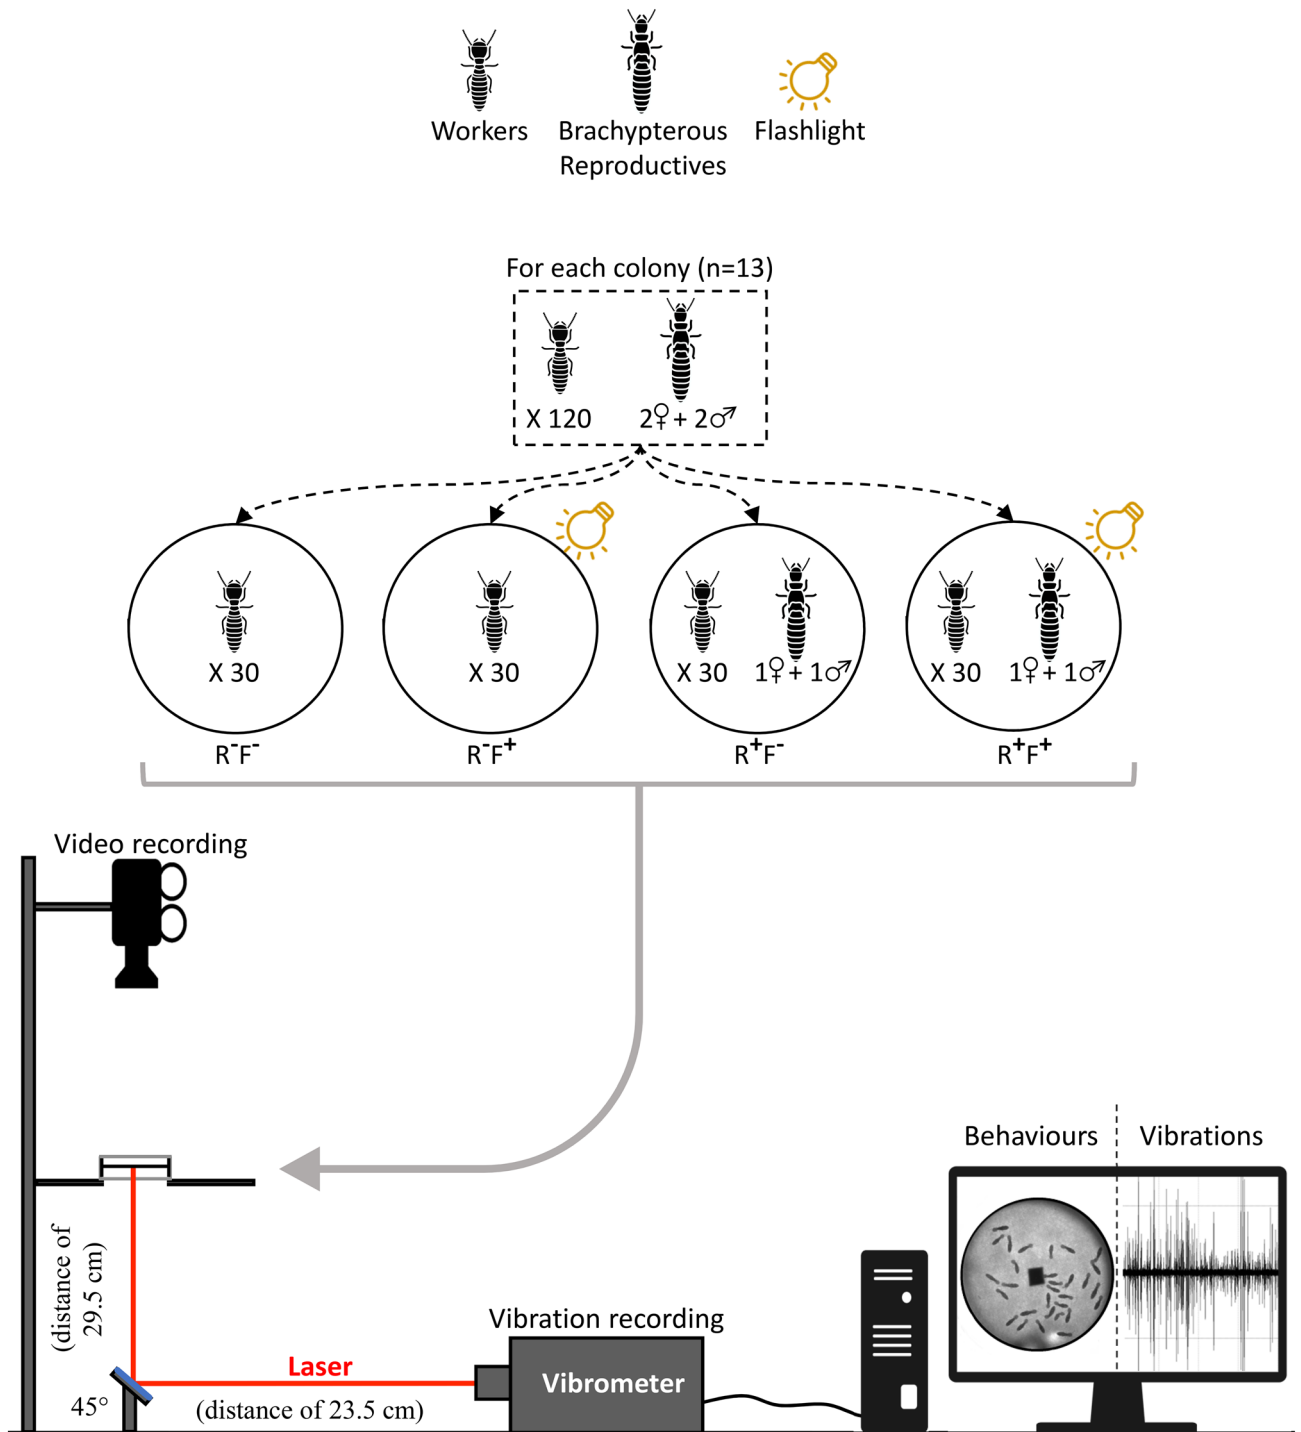 Workers
Brachypterous
Reproductives
Flashlight
For each colony (n=13)
X 120
2♀+ 2♂
X 30
X 30
X 30
1♀+ 1♂
X 30
1♀+ 1♂
R⁻F⁻
R⁻F⁺
R⁺F⁻
R⁺F⁺
Video recording
Behaviours
Vibrations
(distance of
29.5 cm)
Vibration recording
Laser
Vibrometer
45°
(distance of 23.5 cm)